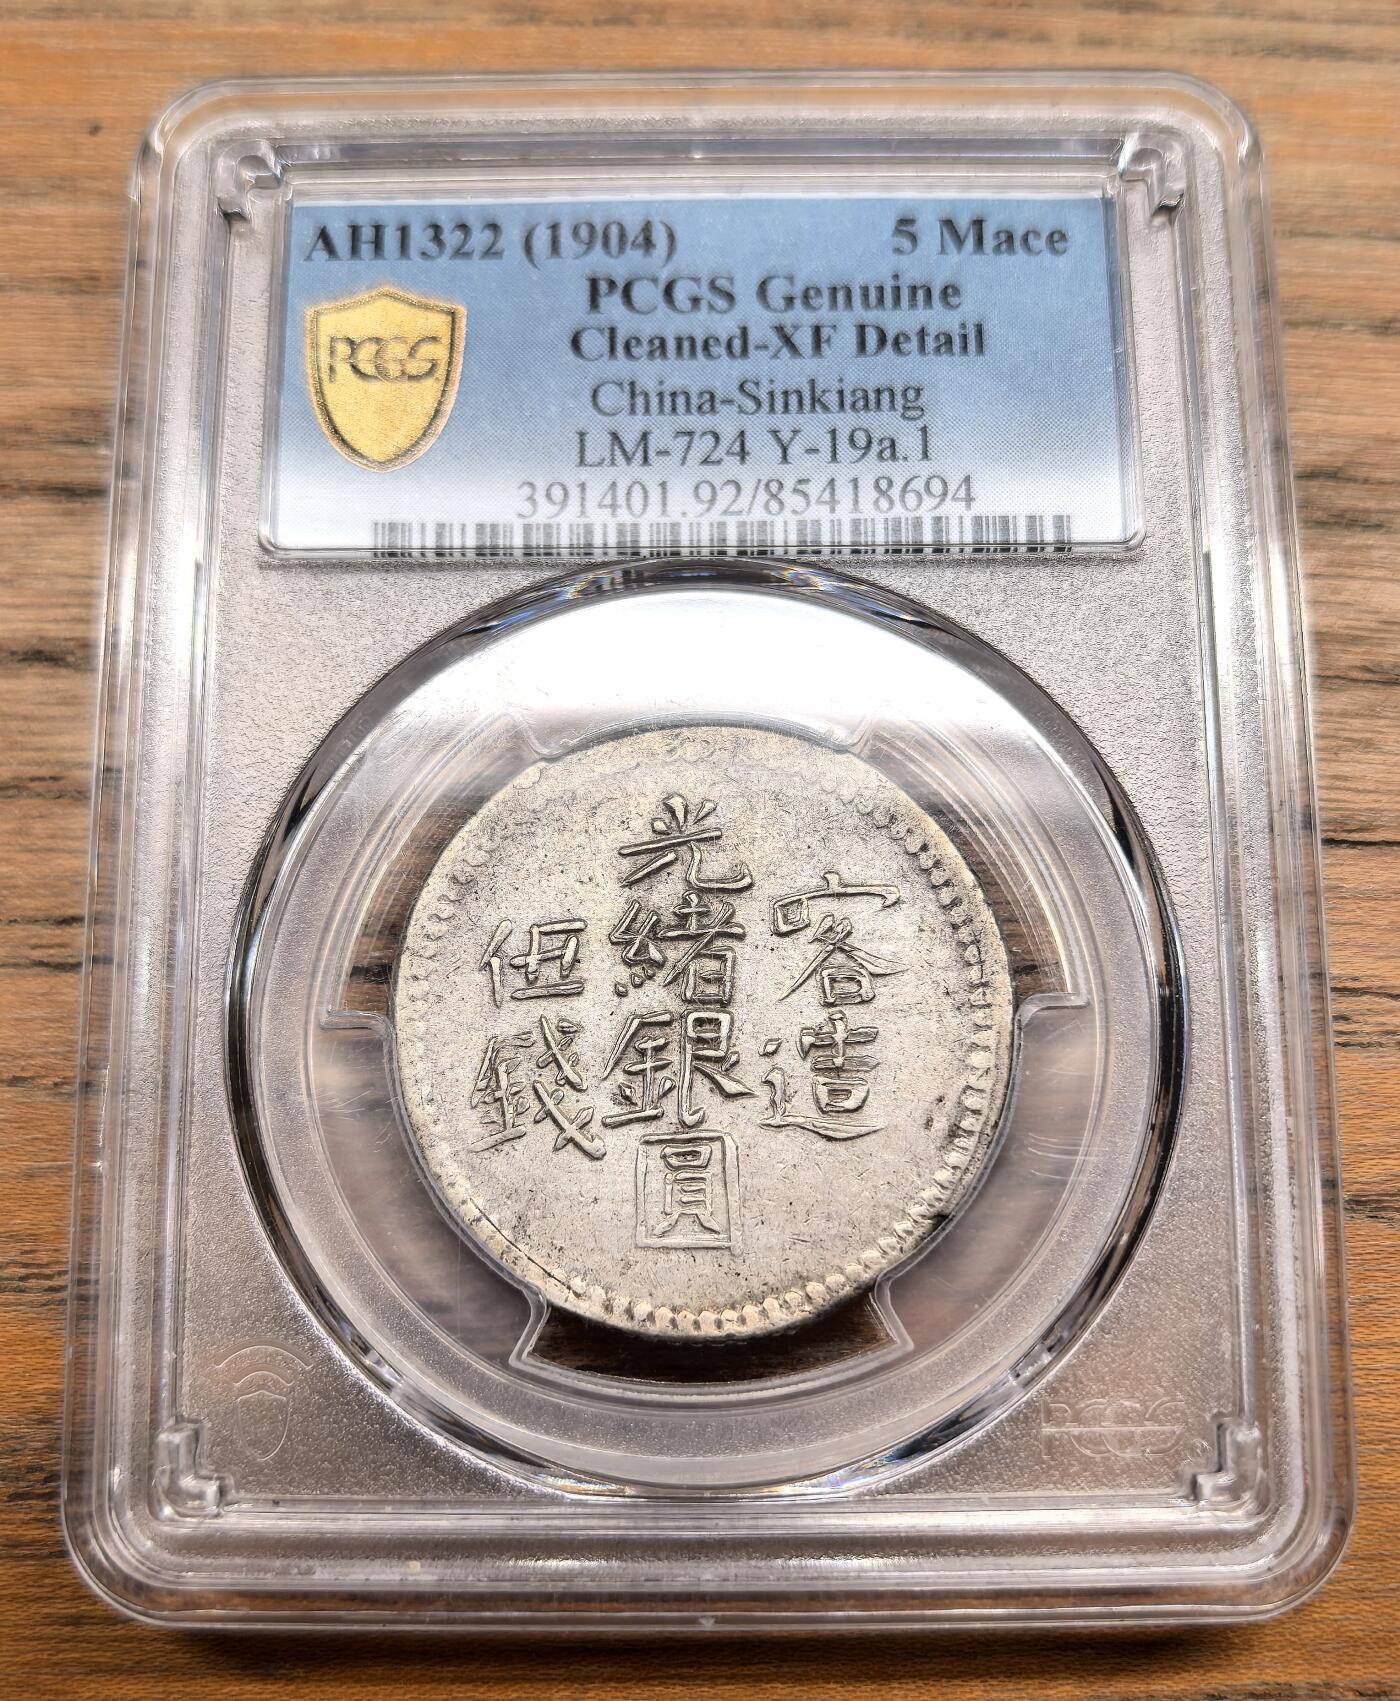 AH1322 (1904) 5 Mace
PCGS Genuine
Cleaned-XF Detail
China-Sinkiang
LM-724 Y-19a.1
391401.92/85418694
PCGS
喀造
光緒銀圓
伍錢
PCGS